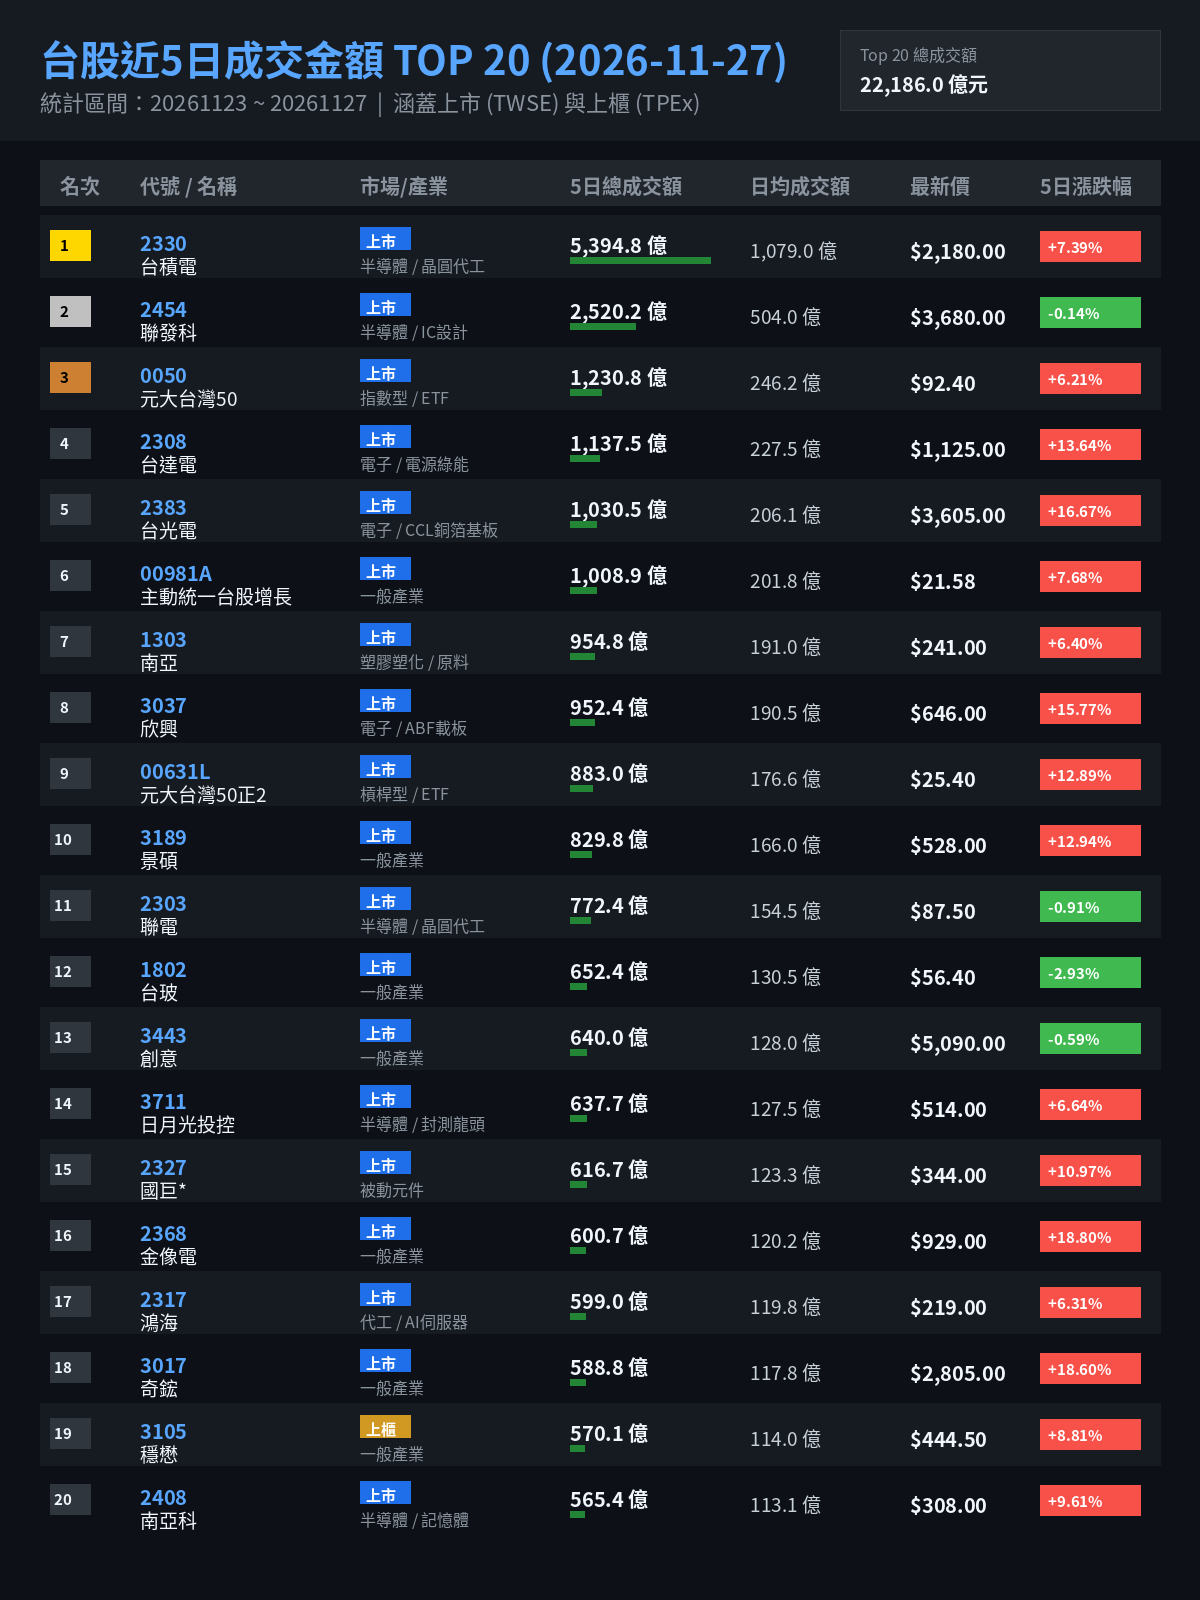 台股近5日成交金額 TOP 20 (2026-11-27)
統計區間：20261123 ~ 20261127 | 涵蓋上市 (TWSE) 與上櫃 (TPEx)
Top 20 總成交額
22,186.0 億元
名次 代號 / 名稱 市場/產業 5日總成交額 日均成交額 最新價 5日漲跌幅
1 2330 上市 5,394.8 億 1,079.0 億 $2,180.00 +7.39%
台積電 半導體 / 晶圓代工
2 2454 上市 2,520.2 億 504.0 億 $3,680.00 -0.14%
聯發科 半導體 / IC設計
3 0050 上市 1,230.8 億 246.2 億 $92.40 +6.21%
元大台灣50 指數型 / ETF
4 2308 上市 1,137.5 億 227.5 億 $1,125.00 +13.64%
台達電 電子 / 電源綠能
5 2383 上市 1,030.5 億 206.1 億 $3,605.00 +16.67%
台光電 電子 / CCL銅箔基板
6 00981A 上市 1,008.9 億 201.8 億 $21.58 +7.68%
主動統一台股增長 一般產業
7 1303 上市 954.8 億 191.0 億 $241.00 +6.40%
南亞 塑膠塑化 / 原料
8 3037 上市 952.4 億 190.5 億 $646.00 +15.77%
欣興 電子 / ABF載板
9 00631L 上市 883.0 億 176.6 億 $25.40 +12.89%
元大台灣50正2 槓桿型 / ETF
10 3189 上市 829.8 億 166.0 億 $528.00 +12.94%
景碩 一般產業
11 2303 上市 772.4 億 154.5 億 $87.50 -0.91%
聯電 半導體 / 晶圓代工
12 1802 上市 652.4 億 130.5 億 $56.40 -2.93%
台玻 一般產業
13 3443 上市 640.0 億 128.0 億 $5,090.00 -0.59%
創意 一般產業
14 3711 上市 637.7 億 127.5 億 $514.00 +6.64%
日月光投控 半導體 / 封測龍頭
15 2327 上市 616.7 億 123.3 億 $344.00 +10.97%
國巨* 被動元件
16 2368 上市 600.7 億 120.2 億 $929.00 +18.80%
金像電 一般產業
17 2317 上市 599.0 億 119.8 億 $219.00 +6.31%
鴻海 代工 / AI伺服器
18 3017 上市 588.8 億 117.8 億 $2,805.00 +18.60%
奇鋐 一般產業
19 3105 上櫃 570.1 億 114.0 億 $444.50 +8.81%
穩懋 一般產業
20 2408 上市 565.4 億 113.1 億 $308.00 +9.61%
南亞科 半導體 / 記憶體